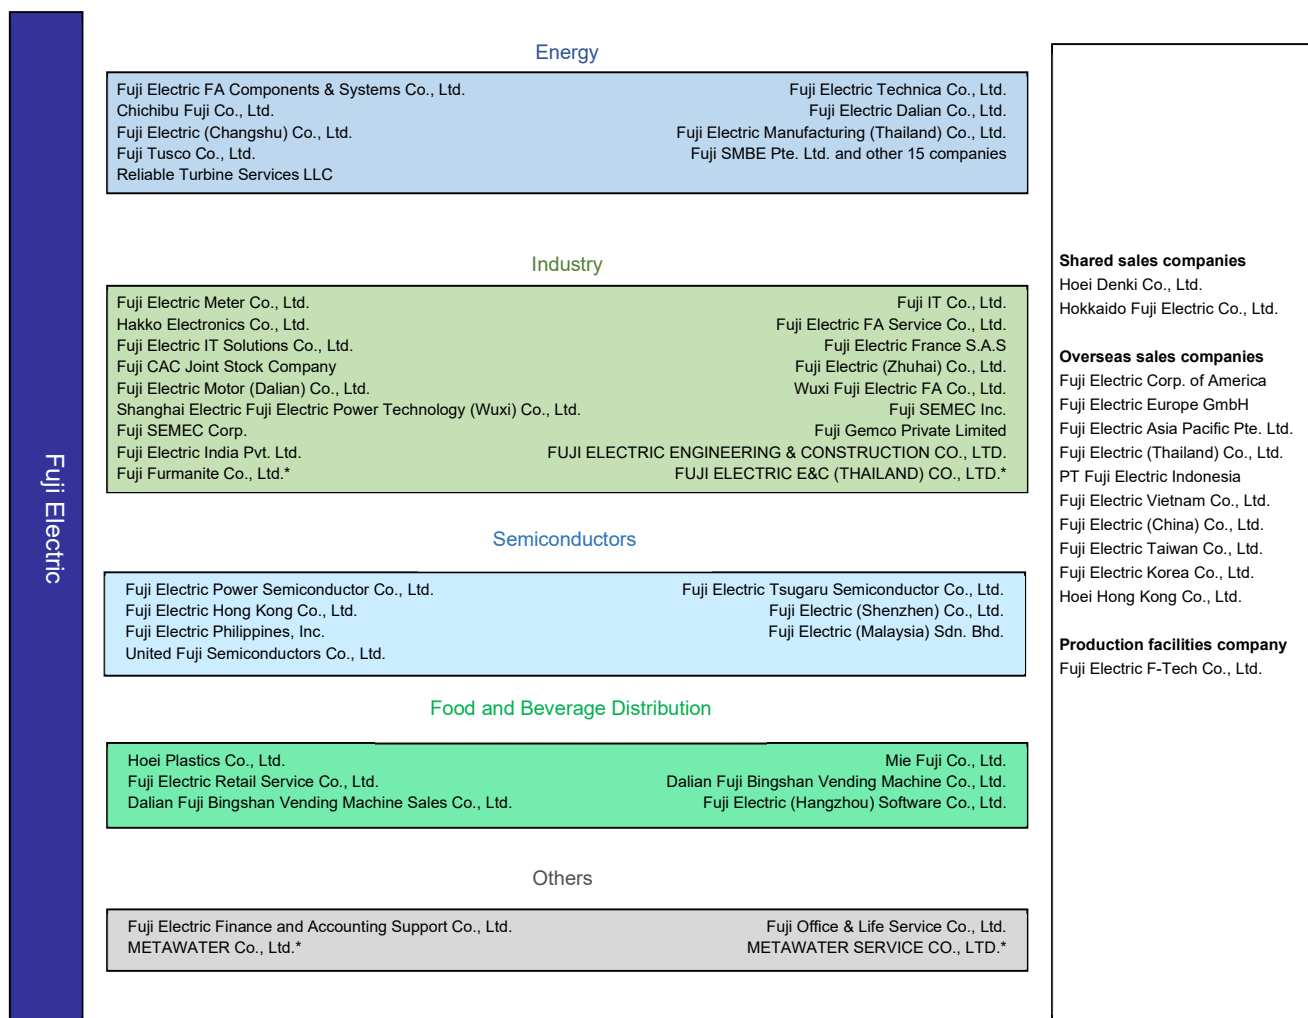 Fuji Electric
Energy
Fuji Electric FA Components & Systems Co., Ltd.
Fuji Electric Technica Co., Ltd.
Chichibu Fuji Co., Ltd.
Fuji Electric Dalian Co., Ltd.
Fuji Electric (Changshu) Co., Ltd.
Fuji Electric Manufacturing (Thailand) Co., Ltd.
Fuji Tusco Co., Ltd.
Fuji SMBE Pte. Ltd. and other 15 companies
Reliable Turbine Services LLC
Industry
Fuji Electric Meter Co., Ltd.
Fuji IT Co., Ltd.
Hakko Electronics Co., Ltd.
Fuji Electric FA Service Co., Ltd.
Fuji Electric IT Solutions Co., Ltd.
Fuji Electric France S.A.S
Fuji CAC Joint Stock Company
Fuji Electric (Zhuhai) Co., Ltd.
Fuji Electric Motor (Dalian) Co., Ltd.
Wuxi Fuji Electric FA Co., Ltd.
Shanghai Electric Fuji Electric Power Technology (Wuxi) Co., Ltd.
Fuji SEMEC Inc.
Fuji SEMEC Corp.
Fuji Gemco Private Limited
Fuji Electric India Pvt. Ltd.
FUJI ELECTRIC ENGINEERING & CONSTRUCTION CO., LTD.
Fuji Furmanite Co., Ltd.*
FUJI ELECTRIC E&C (THAILAND) CO., LTD.*
Semiconductors
Fuji Electric Power Semiconductor Co., Ltd.
Fuji Electric Tsugaru Semiconductor Co., Ltd.
Fuji Electric Hong Kong Co., Ltd.
Fuji Electric (Shenzhen) Co., Ltd.
Fuji Electric Philippines, Inc.
Fuji Electric (Malaysia) Sdn. Bhd.
United Fuji Semiconductors Co., Ltd.
Food and Beverage Distribution
Hoei Plastics Co., Ltd.
Mie Fuji Co., Ltd.
Fuji Electric Retail Service Co., Ltd.
Dalian Fuji Bingshan Vending Machine Co., Ltd.
Dalian Fuji Bingshan Vending Machine Sales Co., Ltd.
Fuji Electric (Hangzhou) Software Co., Ltd.
Others
Fuji Electric Finance and Accounting Support Co., Ltd.
Fuji Office & Life Service Co., Ltd.
METAWATER Co., Ltd.*
METAWATER SERVICE CO., LTD.*
Shared sales companies
Hoei Denki Co., Ltd.
Hokkaido Fuji Electric Co., Ltd.
Overseas sales companies
Fuji Electric Corp. of America
Fuji Electric Europe GmbH
Fuji Electric Asia Pacific Pte. Ltd.
Fuji Electric (Thailand) Co., Ltd.
PT Fuji Electric Indonesia
Fuji Electric Vietnam Co., Ltd.
Fuji Electric (China) Co., Ltd.
Fuji Electric Taiwan Co., Ltd.
Fuji Electric Korea Co., Ltd.
Hoei Hong Kong Co., Ltd.
Production facilities company
Fuji Electric F-Tech Co., Ltd.